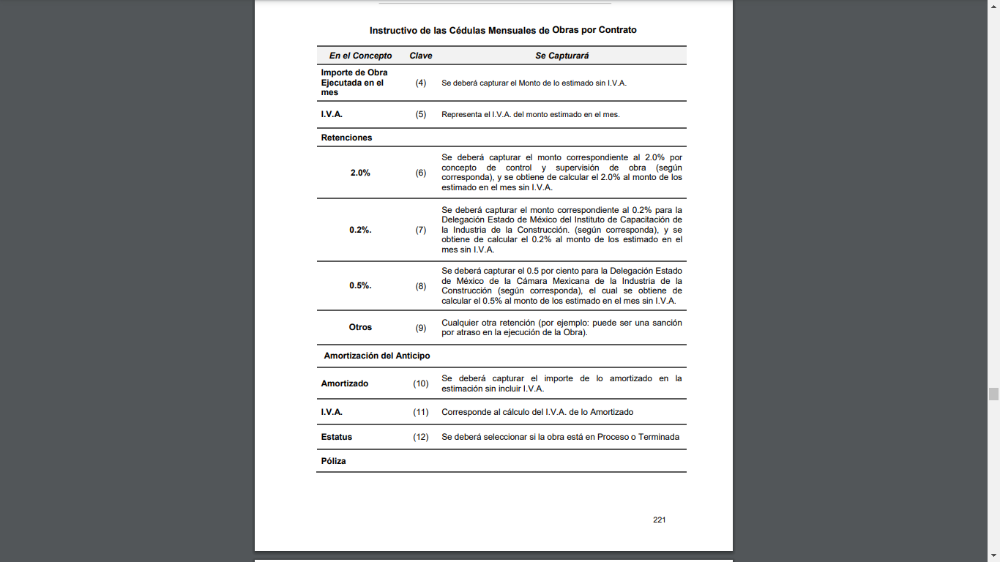 Instructivo de las Cédulas Mensuales de Obras por Contrato
En el Concepto Clave Se Capturará
Importe de Obra
Ejecutada en el
mes
(4) Se deberá capturar el Monto de lo estimado sin I.V.A.
I.V.A. (5) Representa el I.V.A. del monto estimado en el mes.
Retenciones
2.0% (6)
Se deberá capturar el monto correspondiente al 2.0% por
concepto de control y supervisión de obra (según
corresponda), y se obtiene de calcular el 2.0% al monto de los
estimado en el mes sin I.V.A.
0.2%. (7)
Se deberá capturar el monto correspondiente al 0.2% para la
Delegación Estado de México del Instituto de Capacitación de
la Industria de la Construcción. (según corresponda), y se
obtiene de calcular el 0.2% al monto de los estimado en el
mes sin I.V.A.
0.5%. (8)
Se deberá capturar el 0.5 por ciento para la Delegación Estado
de México de la Cámara Mexicana de la Industria de la
Construcción (según corresponda), el cual se obtiene de
calcular el 0.5% al monto de los estimado en el mes sin I.V.A.
Otros (9)
Cualquier otra retención (por ejemplo: puede ser una sanción
por atraso en la ejecución de la Obra).
Amortización del Anticipo
Amortizado (10)
Se deberá capturar el importe de lo amortizado en la
estimación sin incluir I.V.A.
I.V.A. (11) Corresponde al cálculo del I.V.A. de lo Amortizado
Estatus (12) Se deberá seleccionar si la obra está en Proceso o Terminada
Póliza
221